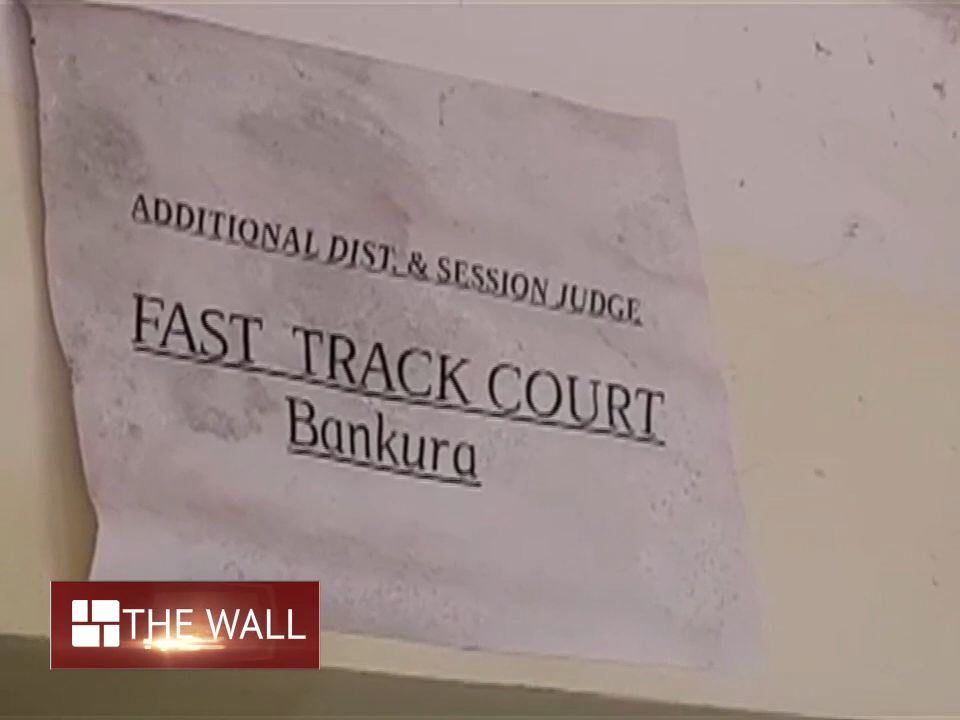 ADDITIONAL DIST. & SESSION JUDGE
FAST TRACK COURT
Bankura
THE WALL